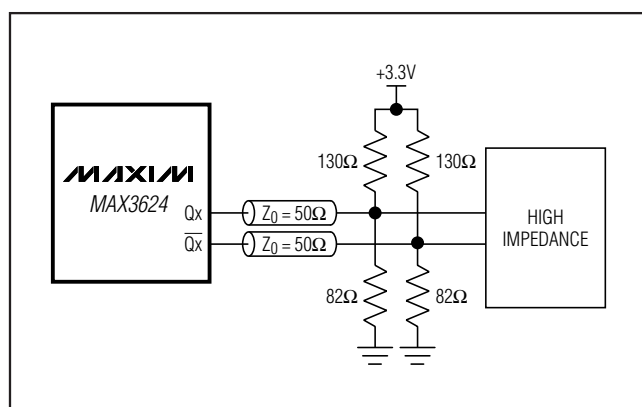 +3.3V
130Ω 130Ω
MAXIM
MAX3624
Qx Z0 = 50Ω
Qx Z0 = 50Ω
HIGH
IMPEDANCE
82Ω 82Ω